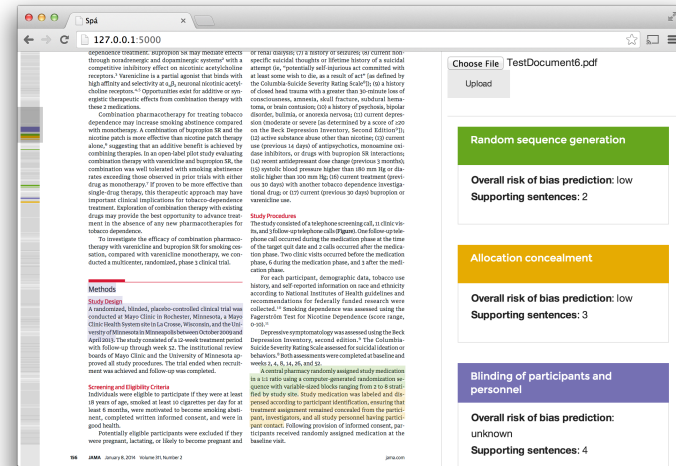 Spá
127.0.0.1:5000
dependence treatment. Bupropion SR may mediate effects
through noradrenergic and dopaminergic systems² with a
competitive inhibitory effect on nicotinic acetylcholine
receptors.³ Varenicline is a partial agonist that binds with
high affinity and selectivity at α₄β₂ neuronal nicotinic acetyl-
choline receptors.⁴,⁵ Opportunities exist for additive or syn-
ergistic therapeutic effects from combination therapy with
these 2 medications.
Combination pharmacotherapy for treating tobacco
dependence may increase smoking abstinence compared
with monotherapy. A combination of bupropion SR and the
nicotine patch is more effective than nicotine patch therapy
alone,⁶ suggesting that an additive benefit is achieved by
combining therapies. In an open-label pilot study evaluating
combination therapy with varenicline and bupropion SR, the
combination was well tolerated with smoking abstinence
rates exceeding those observed in prior trials with either
drug as monotherapy.⁷ If proven to be more effective than
single-drug therapy, this therapeutic approach may have
important clinical implications for tobacco-dependence
treatment. Exploration of combination therapy with existing
drugs may provide the best opportunity to advance treat-
ment in the absence of any new pharmacotherapies for
tobacco dependence.
To investigate the efficacy of combination pharmaco-
therapy with varenicline and bupropion SR for smoking ces-
sation, compared with varenicline monotherapy, we con-
ducted a multicenter, randomized, phase 3 clinical trial.
Methods
Study Design
A randomized, blinded, placebo-controlled clinical trial was
conducted at Mayo Clinic in Rochester, Minnesota, a Mayo
Clinic Health System site in La Crosse, Wisconsin, and the Uni-
versity of Minnesota in Minneapolis between October 2009 and
April 2013. The study consisted of a 12-week treatment period
with follow-up through week 52. The institutional review
boards of Mayo Clinic and the University of Minnesota ap-
proved all study procedures. The trial ended when recruit-
ment was achieved and follow-up was completed.
Screening and Eligibility Criteria
Individuals were eligible to participate if they were at least
18 years of age, smoked at least 10 cigarettes per day for at
least 6 months, were motivated to become smoking absti-
nent, completed written informed consent, and were in
good health.
Potentially eligible participants were excluded if they
were pregnant, lactating, or likely to become pregnant and
156 JAMA January 8, 2014 Volume 311, Number 2
or renal dialysis; (7) a history of seizures; (8) current non-
specific suicidal thoughts or lifetime history of a suicidal
attempt (ie, "potentially self-injurious act committed with
at least some wish to die, as a result of act" [as defined by
the Columbia-Suicide Severity Rating Scale⁸]); (9) a history
of closed head trauma with a greater than 30-minute loss of
consciousness, amnesia, skull fracture, subdural hema-
toma, or brain contusion; (10) a history of psychosis, bipolar
disorder, bulimia, or anorexia nervosa; (11) current depres-
sion (moderate or severe [as determined by a score of ≥20
on the Beck Depression Inventory, Second Edition⁹]);
(12) active substance abuse other than nicotine; (13) current
use (previous 14 days) of antipsychotics, monoamine oxi-
dase inhibitors, or drugs with bupropion SR interactions;
(14) recent antidepressant dose change (previous 3 months);
(15) systolic blood pressure higher than 180 mm Hg or dia-
stolic higher than 100 mm Hg; (16) current treatment (previ-
ous 30 days) with another tobacco dependence investiga-
tional drug; or (17) current (previous 30 days) bupropion or
varenicline use.
Study Procedures
The study consisted of a telephone screening call, 11 clinic vis-
its, and 3 follow-up telephone calls (Figure). One follow-up tele-
phone call occurred during the medication phase at the time
of the target quit date and 2 calls occurred after the medica-
tion phase. Two clinic visits occurred before the medication
phase, 6 during the medication phase, and 2 after the medi-
cation phase.
For each participant, demographic data, tobacco use
history, and self-reported information on race and ethnicity
according to National Institutes of Health guidelines and
recommendations for federally funded research were
collected.¹⁰ Smoking dependence was assessed using the
Fagerström Test for Nicotine Dependence (score range,
0-10).¹¹
Depressive symptomatology was assessed using the Beck
Depression Inventory, second edition.⁹ The Columbia-
Suicide Severity Rating Scale assessed for suicidal ideation or
behaviors.⁸ Both assessments were completed at baseline and
weeks 2, 4, 8, 14, 26, and 52.
A central pharmacy randomly assigned study medication
in a 1:1 ratio using a computer-generated randomization se-
quence with variable-sized blocks ranging from 2 to 8 strati-
fied by study site. Study medication was labeled and dis-
pensed according to participant identification, ensuring that
treatment assignment remained concealed from the partici-
pant, investigators, and all study personnel having partici-
pant contact. Following provision of informed consent, par-
ticipants received randomly assigned medication at the
baseline visit.
jama.com
Choose File TestDocument6.pdf
Upload
Random sequence generation
Overall risk of bias prediction: low
Supporting sentences: 2
Allocation concealment
Overall risk of bias prediction: low
Supporting sentences: 3
Blinding of participants and
personnel
Overall risk of bias prediction:
unknown
Supporting sentences: 4